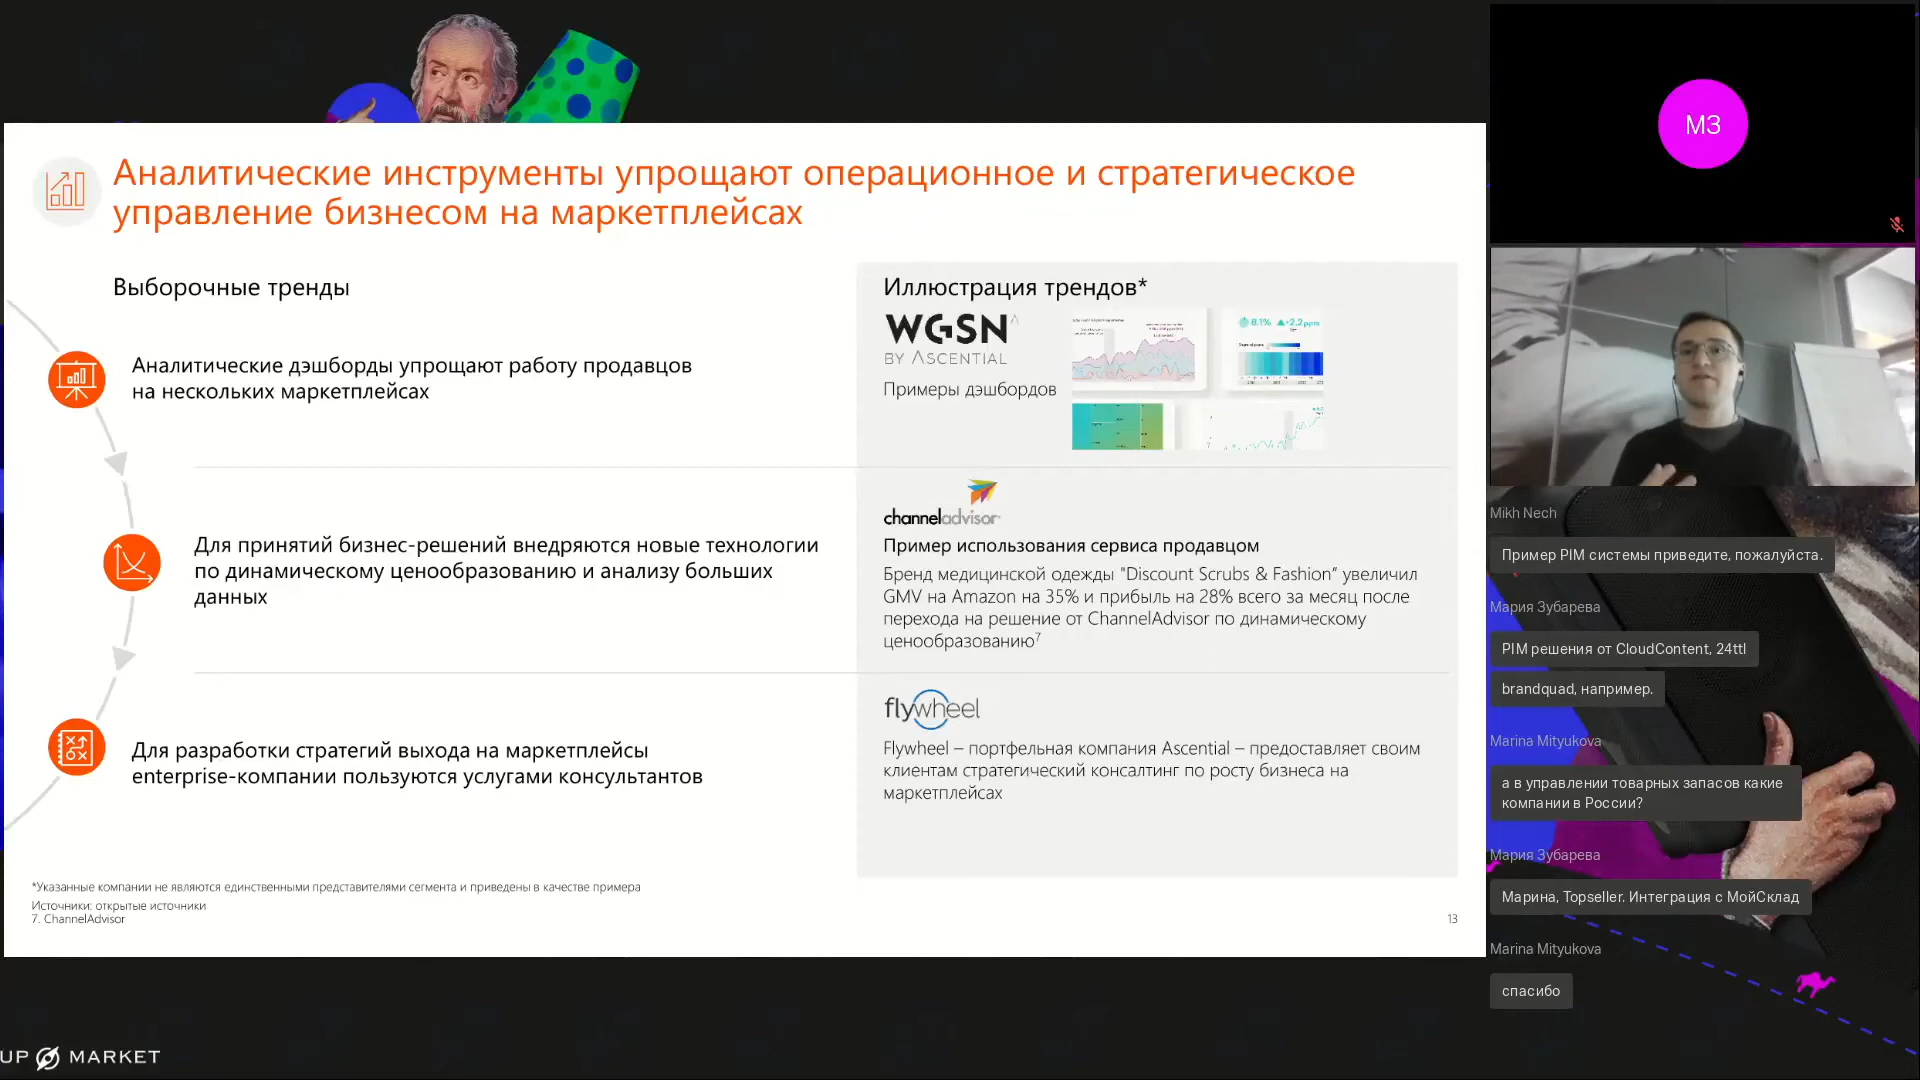 Аналитические инструменты упрощают операционное и стратегическое
управление бизнесом на маркетплейсах
Выборочные тренды
Аналитические дэшборды упрощают работу продавцов
на нескольких маркетплейсах
Для принятий бизнес-решений внедряются новые технологии
по динамическому ценообразованию и анализу больших
данных
Для разработки стратегий выхода на маркетплейсы
enterprise-компании пользуются услугами консультантов
Иллюстрация трендов*
WGSN
BY ASCENTIAL
Примеры дэшбордов
8.1% ▲+2.2 ppts
channeladvisor
Пример использования сервиса продавцом
Бренд медицинской одежды "Discount Scrubs & Fashion” увеличил
GMV на Amazon на 35% и прибыль на 28% всего за месяц после
перехода на решение от ChannelAdvisor по динамическому
ценообразованию⁷
flywheel
Flywheel – портфельная компания Ascential – предоставляет своим
клиентам стратегический консалтинг по росту бизнеса на
маркетплейсах
*Указанные компании не являются единственными представителями сегмента и приведены в качестве примера
Источники: открытые источники
7. ChannelAdvisor
13
UP MARKET
МЗ
Mikh Nech
Пример PIM системы приведите, пожалуйста.
Мария Зубарева
PIM решения от CloudContent, 24ttl
brandquad, например.
Marina Mityukova
а в управлении товарных запасов какие
компании в России?
Мария Зубарева
Марина, Topseller. Интеграция с МойСклад
Marina Mityukova
спасибо